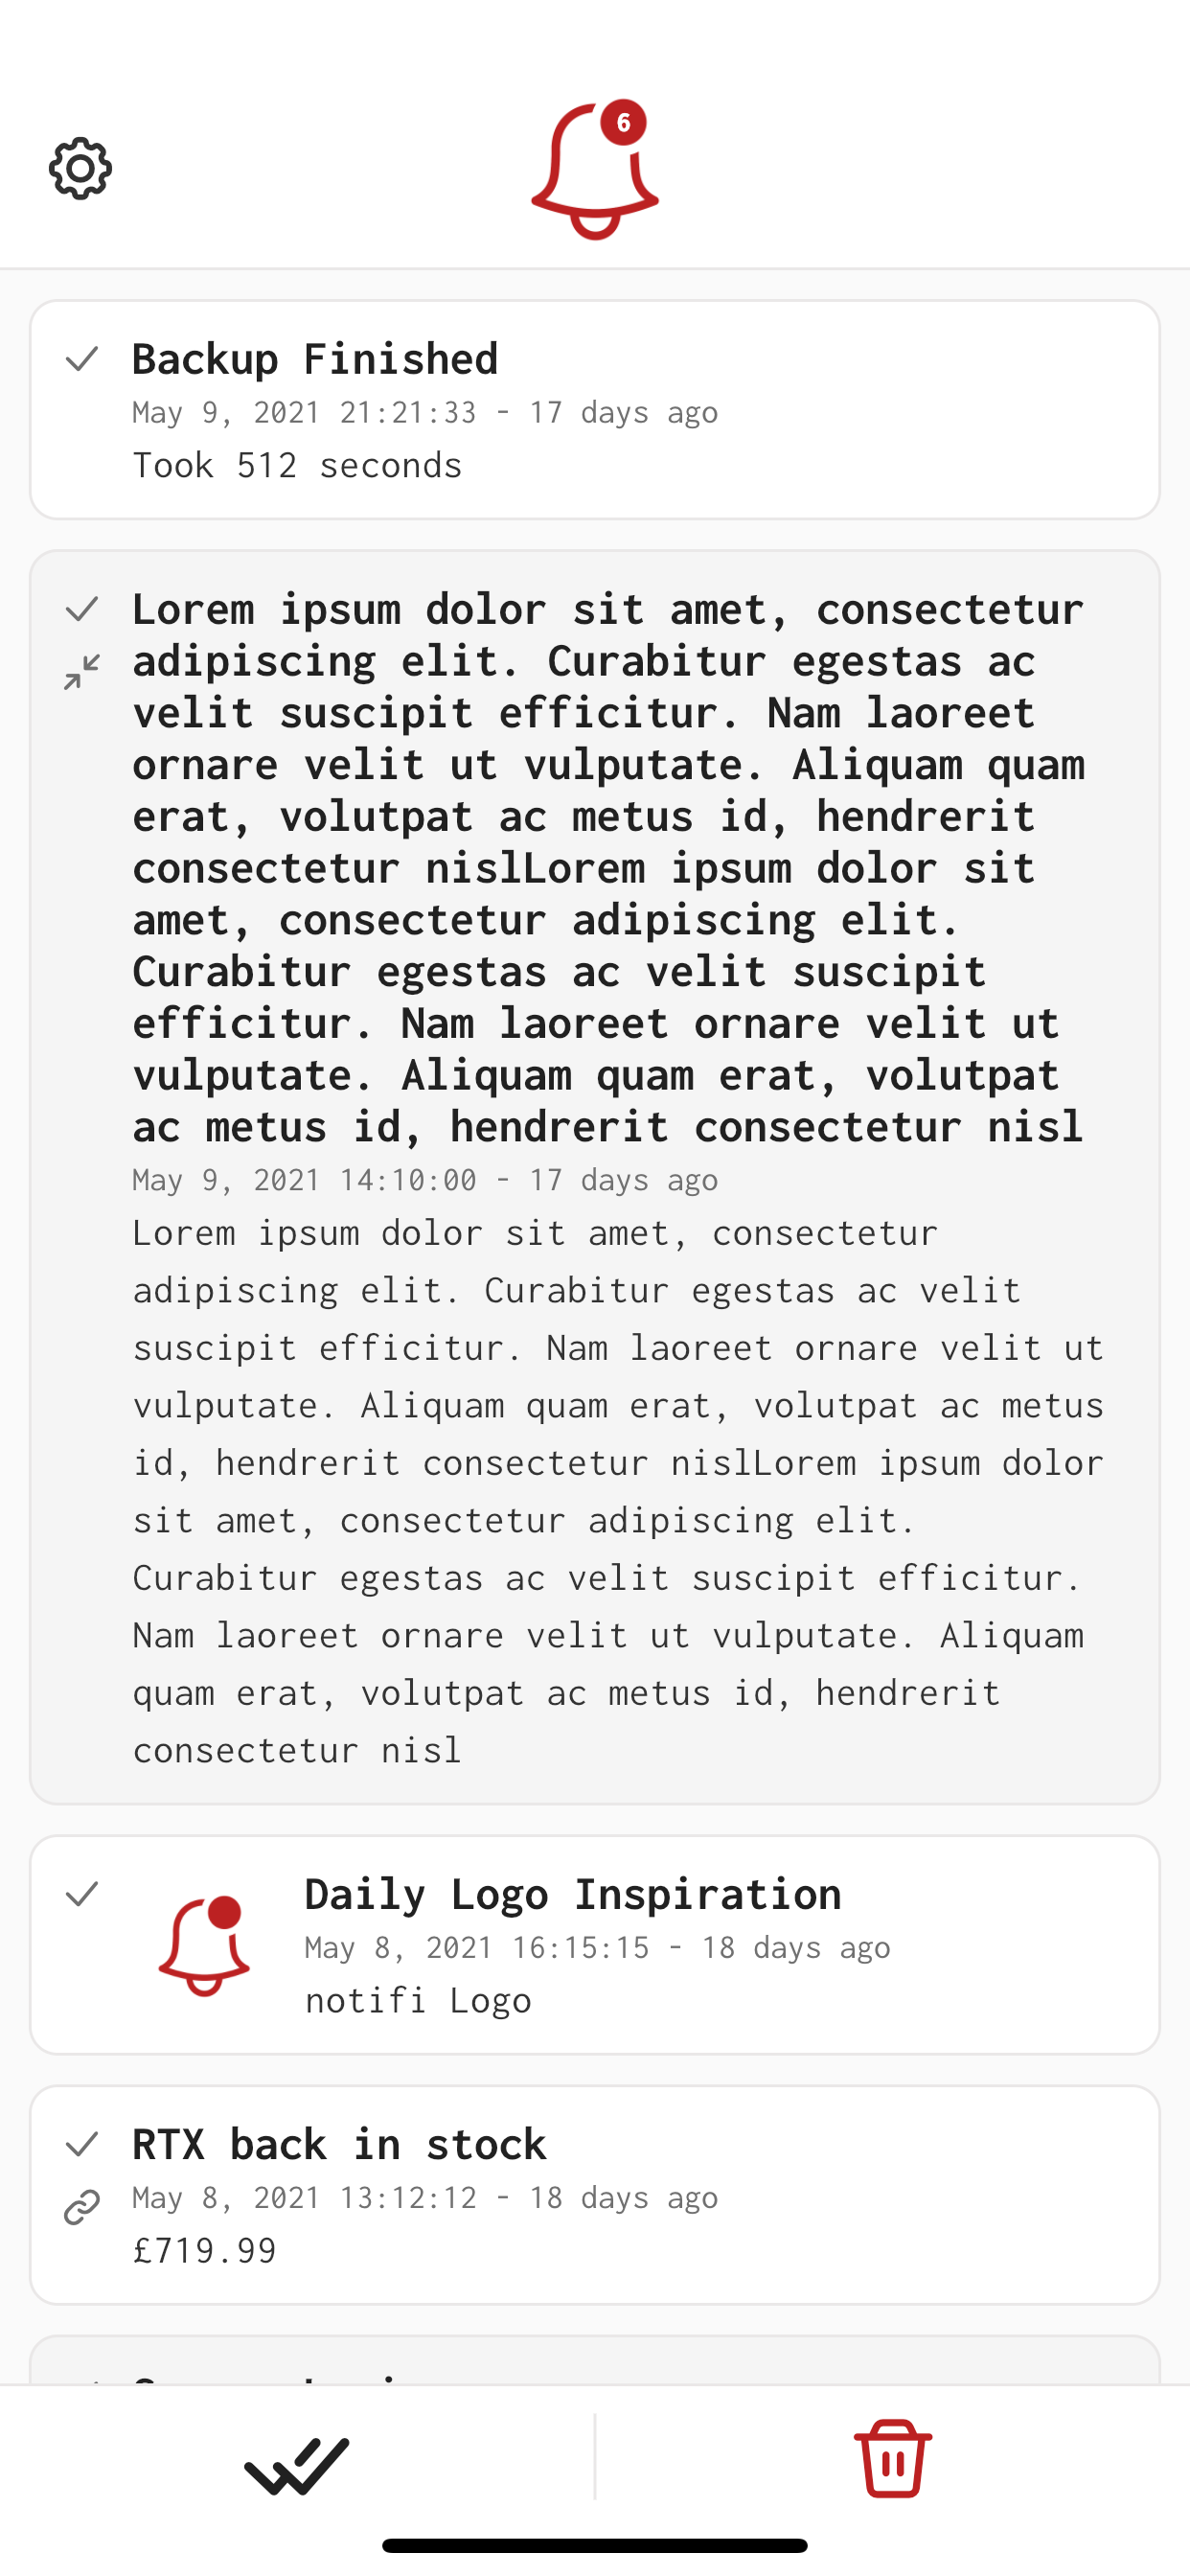 6
Backup Finished
May 9, 2021 21:21:33 - 17 days ago
Took 512 seconds
Lorem ipsum dolor sit amet, consectetur
adipiscing elit. Curabitur egestas ac
velit suscipit efficitur. Nam laoreet
ornare velit ut vulputate. Aliquam quam
erat, volutpat ac metus id, hendrerit
consectetur nislLorem ipsum dolor sit
amet, consectetur adipiscing elit.
Curabitur egestas ac velit suscipit
efficitur. Nam laoreet ornare velit ut
vulputate. Aliquam quam erat, volutpat
ac metus id, hendrerit consectetur nisl
May 9, 2021 14:10:00 - 17 days ago
Lorem ipsum dolor sit amet, consectetur
adipiscing elit. Curabitur egestas ac velit
suscipit efficitur. Nam laoreet ornare velit ut
vulputate. Aliquam quam erat, volutpat ac metus
id, hendrerit consectetur nislLorem ipsum dolor
sit amet, consectetur adipiscing elit.
Curabitur egestas ac velit suscipit efficitur.
Nam laoreet ornare velit ut vulputate. Aliquam
quam erat, volutpat ac metus id, hendrerit
consectetur nisl
Daily Logo Inspiration
May 8, 2021 16:15:15 - 18 days ago
notifi Logo
RTX back in stock
May 8, 2021 13:12:12 - 18 days ago
£719.99